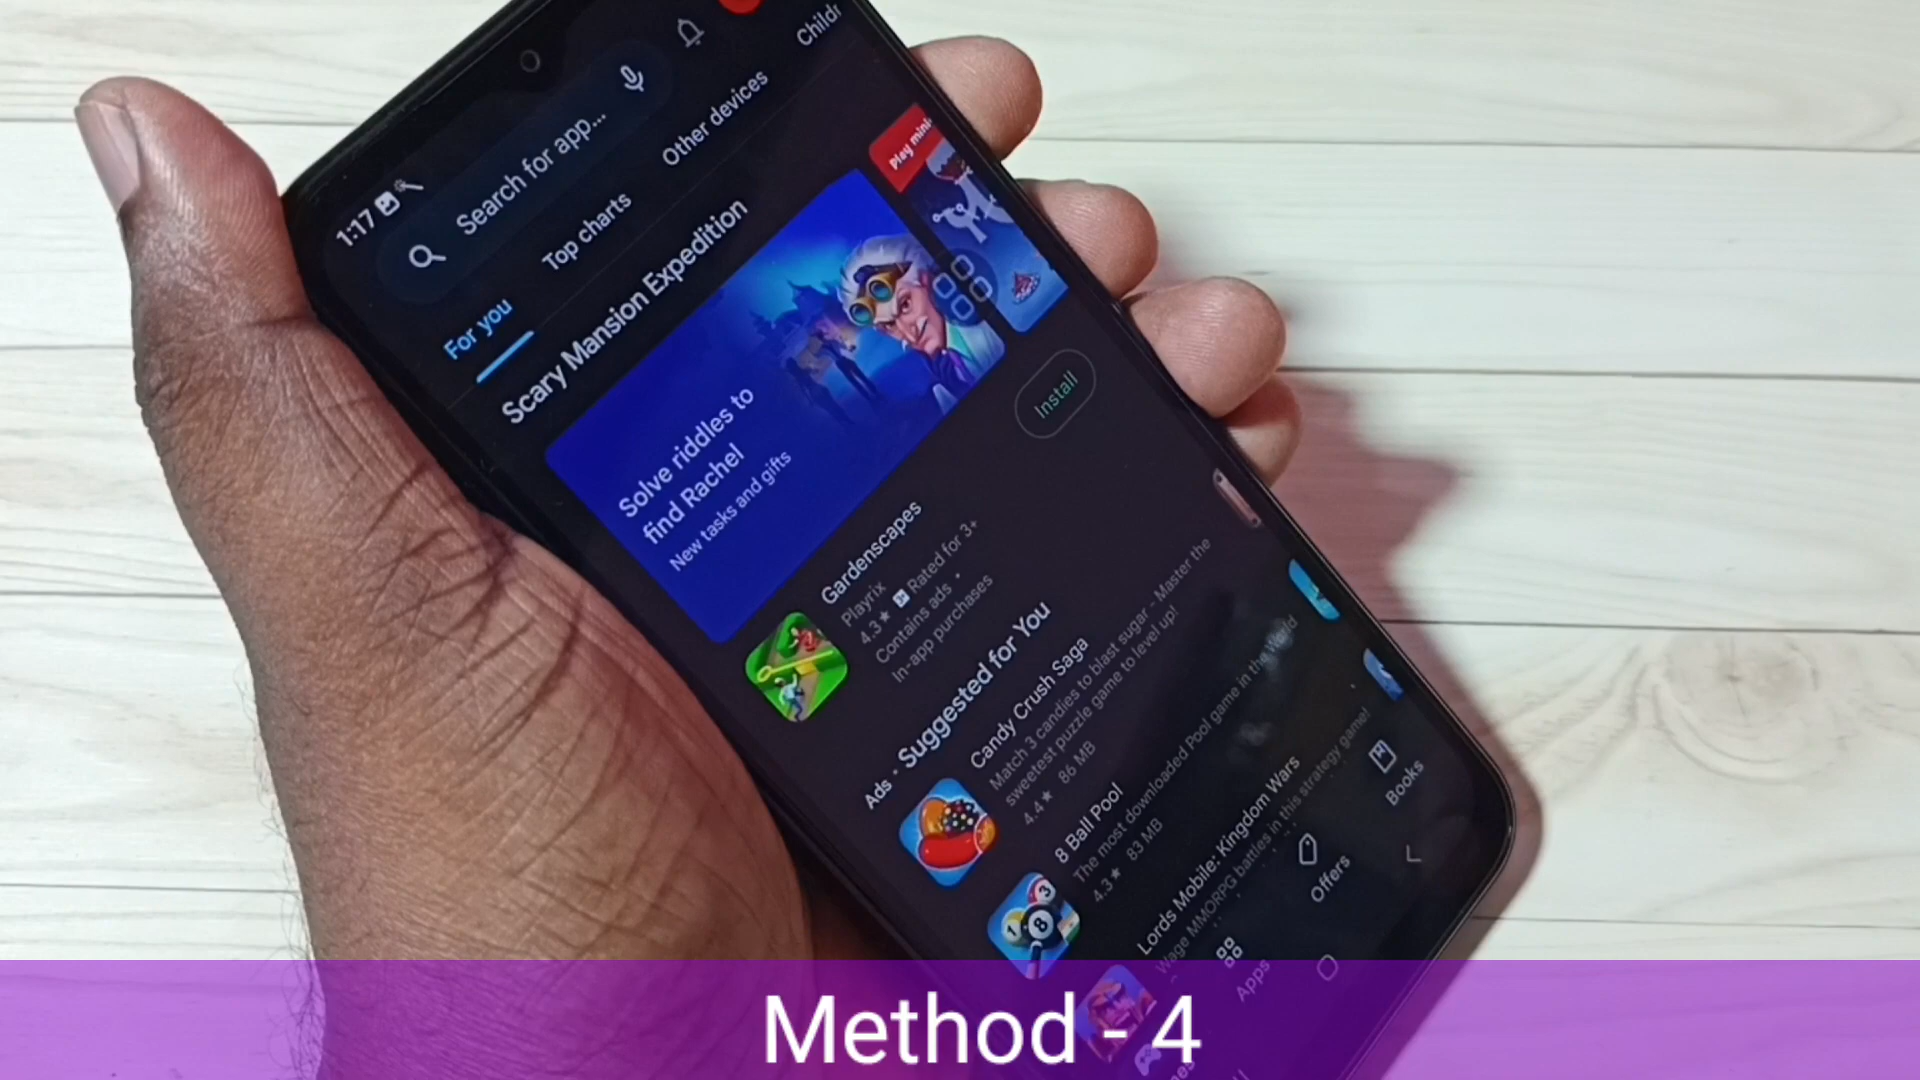 1:17
Search for app...
For you
Top charts
Other devices
Scary Mansion Expedition
Solve riddles to
find Rachel
New tasks and gifts
Gardenscapes
Playrix
4.3★ 3+ Rated for 3+
Contains ads •
In-app purchases
Install
Ads • Suggested for You
Candy Crush Saga
Match 3 candies to blast sugar - Master the
sweetest puzzle game to level up!
4.4★ 86 MB
8 Ball Pool
The most downloaded Pool game in the World
4.3★ 83 MB
Lords Mobile: Kingdom Wars
Wage MMORPG battles in this strategy game!
Apps
Offers
Books
Method - 4